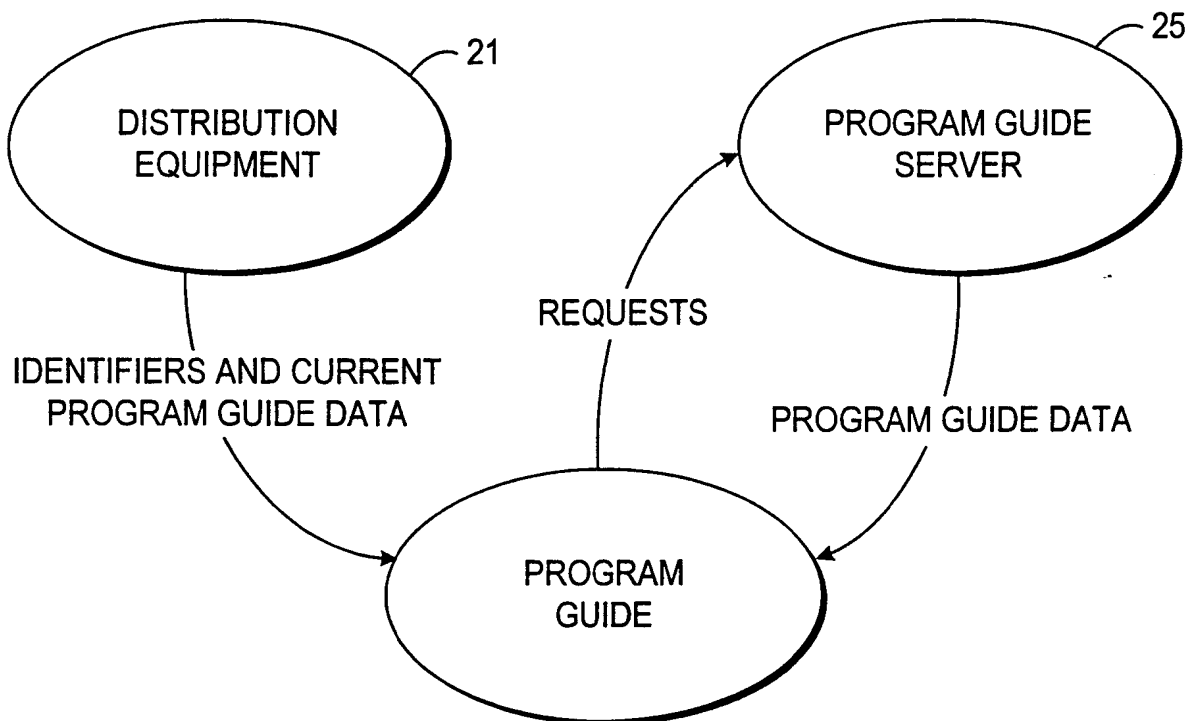 21
DISTRIBUTION
EQUIPMENT
25
PROGRAM GUIDE
SERVER
REQUESTS
IDENTIFIERS AND CURRENT
PROGRAM GUIDE DATA
PROGRAM GUIDE DATA
PROGRAM
GUIDE